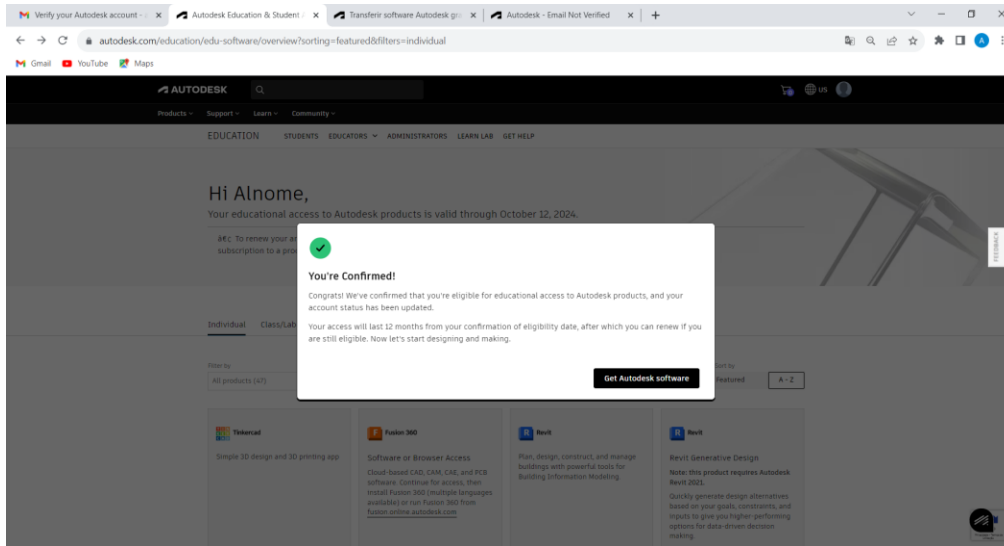 Verify your Autodesk account -
Autodesk Education & Student
Transferir software Autodesk gra
Autodesk - Email Not Verified
autodesk.com/education/edu-software/overview?sorting=featured&filters=individual
Gmail YouTube Maps
AUTODESK
US
Products Support Learn Community
EDUCATION STUDENTS EDUCATORS ADMINISTRATORS LEARN LAB GET HELP
Hi Alnome,
Your educational access to Autodesk products is valid through October 12, 2024.
To renew your
subscription to a
FEEDBACK
You're Confirmed!
Congrats! We've confirmed that you're eligible for educational access to Autodesk products, and your
account status has been updated.
Your access will last 12 months from your confirmation of eligibility date, after which you can renew if you
are still eligible. Now let's start designing and making.
Get Autodesk software
Individual Class/Lab
Filter by
All products (47)
Sort by
Featured A - Z
Tinkercad
Simple 3D design and 3D printing app
Fusion 360
Software or Browser Access
Cloud-based CAD, CAM, CAE, and PCB
software. Continue for access, then
install Fusion 360 (multiple languages
available) or run Fusion 360 from
fusion.online.autodesk.com
Revit
Plan, design, construct, and manage
buildings with powerful tools for
Building Information Modeling
Revit
Revit Generative Design
Note: this product requires Autodesk
Revit 2021.
Quickly generate design alternatives
based on your goals, constraints, and
inputs to give you higher-performing
options for data-driven decision
making.